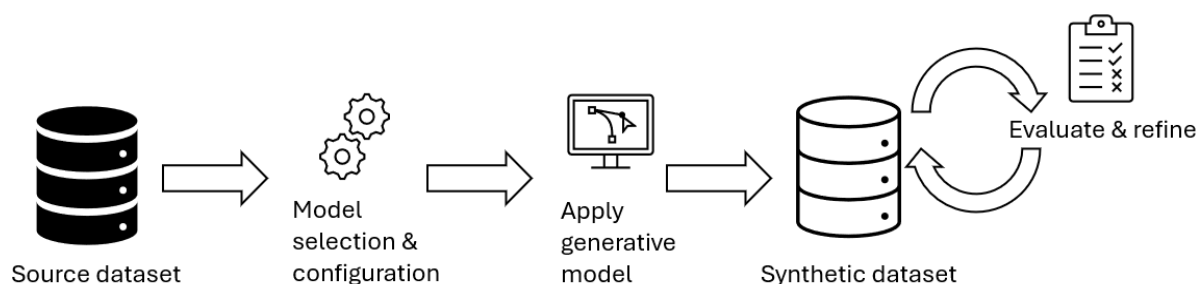 Source dataset
Model
selection &
configuration
Apply
generative
model
Synthetic dataset
Evaluate & refine